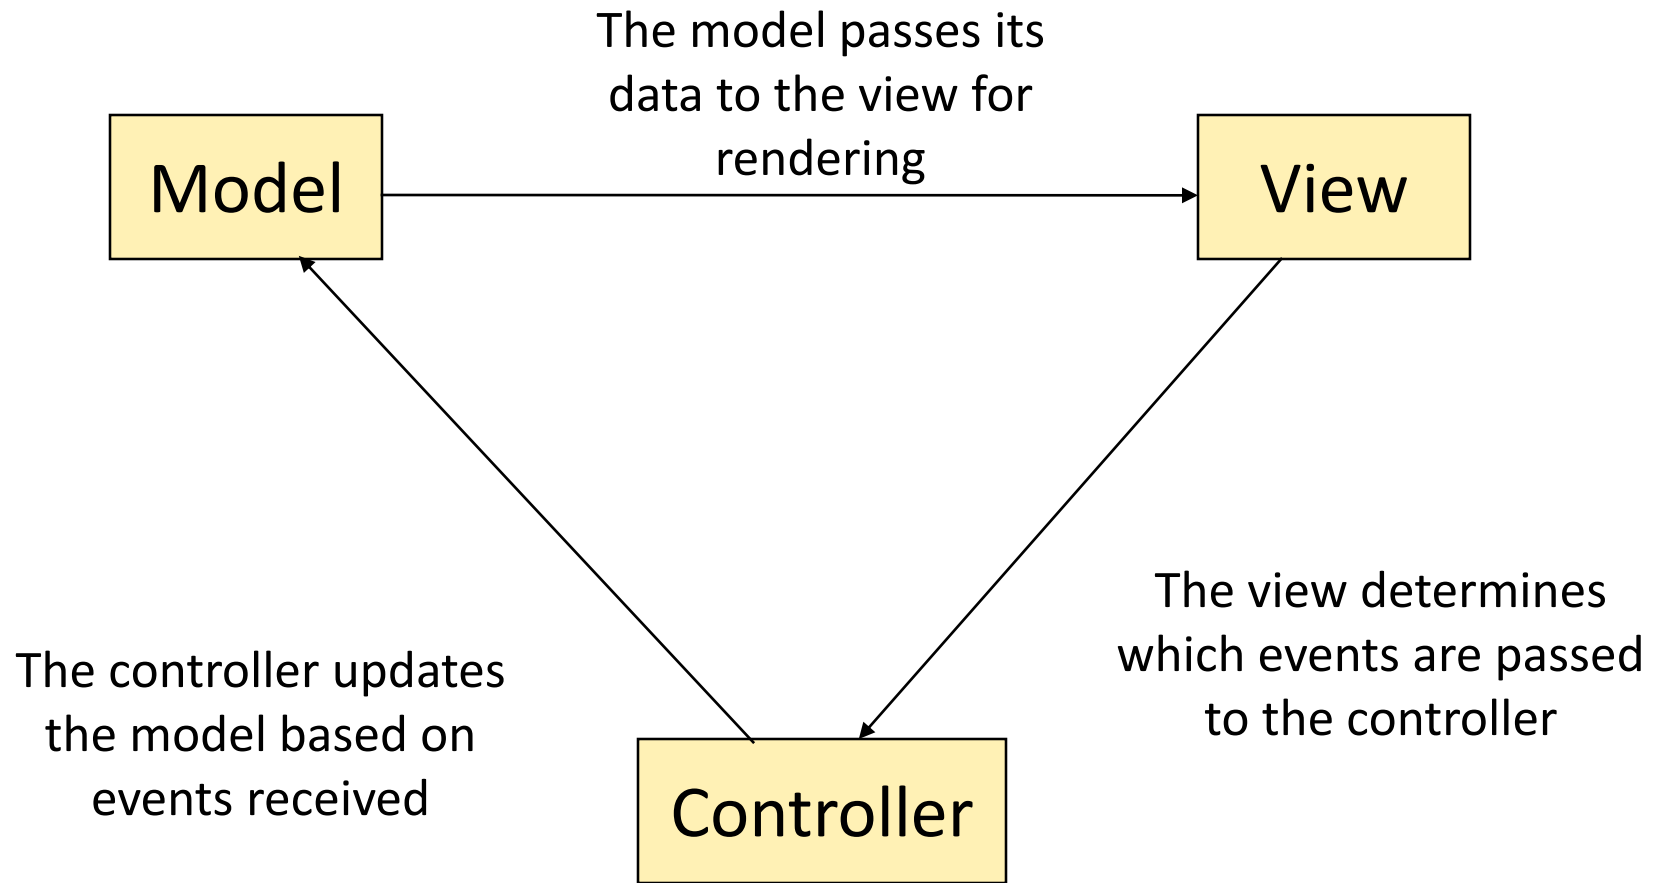 The model passes its
data to the view for
rendering
Model
View
The view determines
which events are passed
to the controller
The controller updates
the model based on
events received
Controller